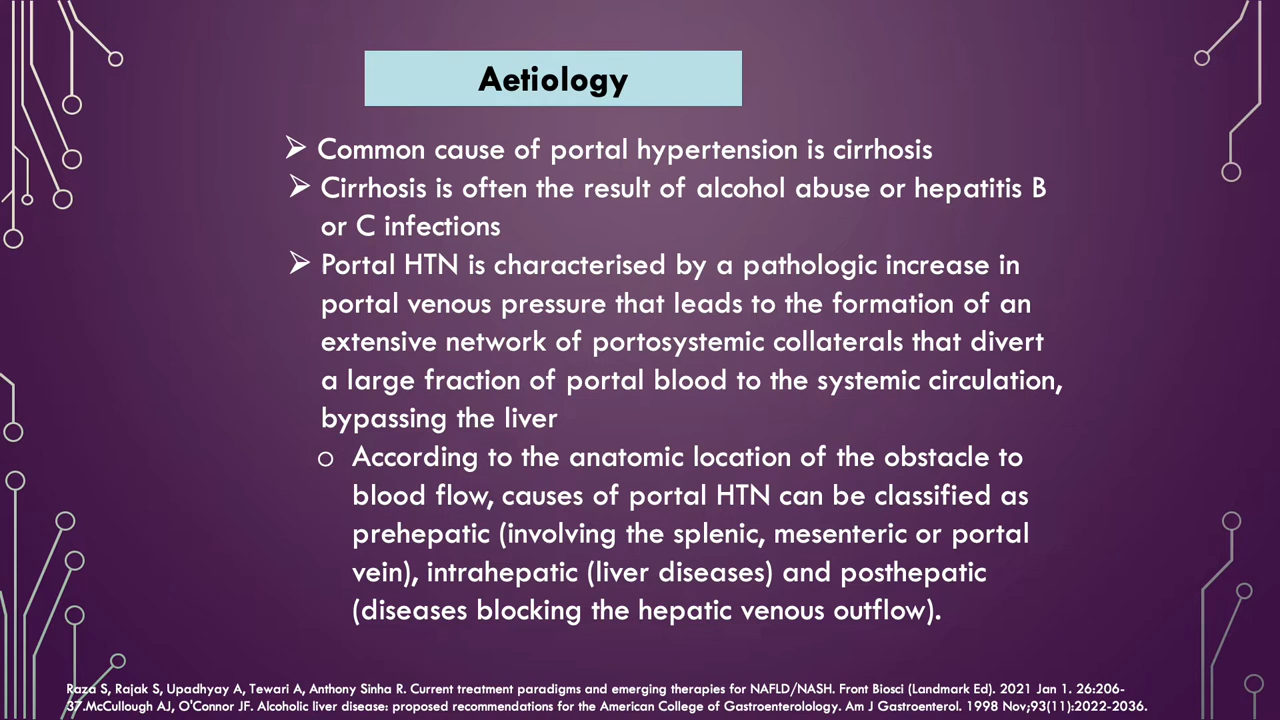 Aetiology
➢ Common cause of portal hypertension is cirrhosis
➢ Cirrhosis is often the result of alcohol abuse or hepatitis B
or C infections
➢ Portal HTN is characterised by a pathologic increase in
portal venous pressure that leads to the formation of an
extensive network of portosystemic collaterals that divert
a large fraction of portal blood to the systemic circulation,
bypassing the liver
o According to the anatomic location of the obstacle to
blood flow, causes of portal HTN can be classified as
prehepatic (involving the splenic, mesenteric or portal
vein), intrahepatic (liver diseases) and posthepatic
(diseases blocking the hepatic venous outflow).
Raza S, Rajak S, Upadhyay A, Tewari A, Anthony Sinha R. Current treatment paradigms and emerging therapies for NAFLD/NASH. Front Biosci (Landmark Ed). 2021 Jan 1. 26:206-
37.McCullough AJ, O'Connor JF. Alcoholic liver disease: proposed recommendations for the American College of Gastroenterolology. Am J Gastroenterol. 1998 Nov;93(11):2022-2036.